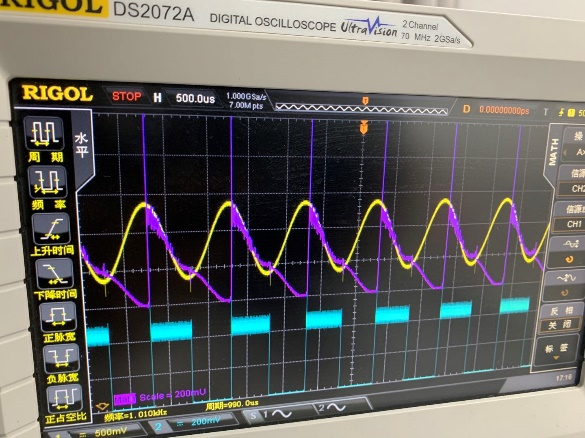 RIGOL DS2072A DIGITAL OSCILLOSCOPE UltraVision 2 Channel
70 MHz 2GSa/s
RIGOL STOP H 500.0us 1.000GSa/s
7.00M pts
D 0.00000000ps T
水平
周期
频率
上升时间
下降时间
正脉宽
负脉宽
正占空比
MATH
信源
CH2
信源
CH1
反相
关闭
标签
Scale = 200mU
频率=1.010kHz 周期=990.0us
1 500mV 2 200mV
17:16